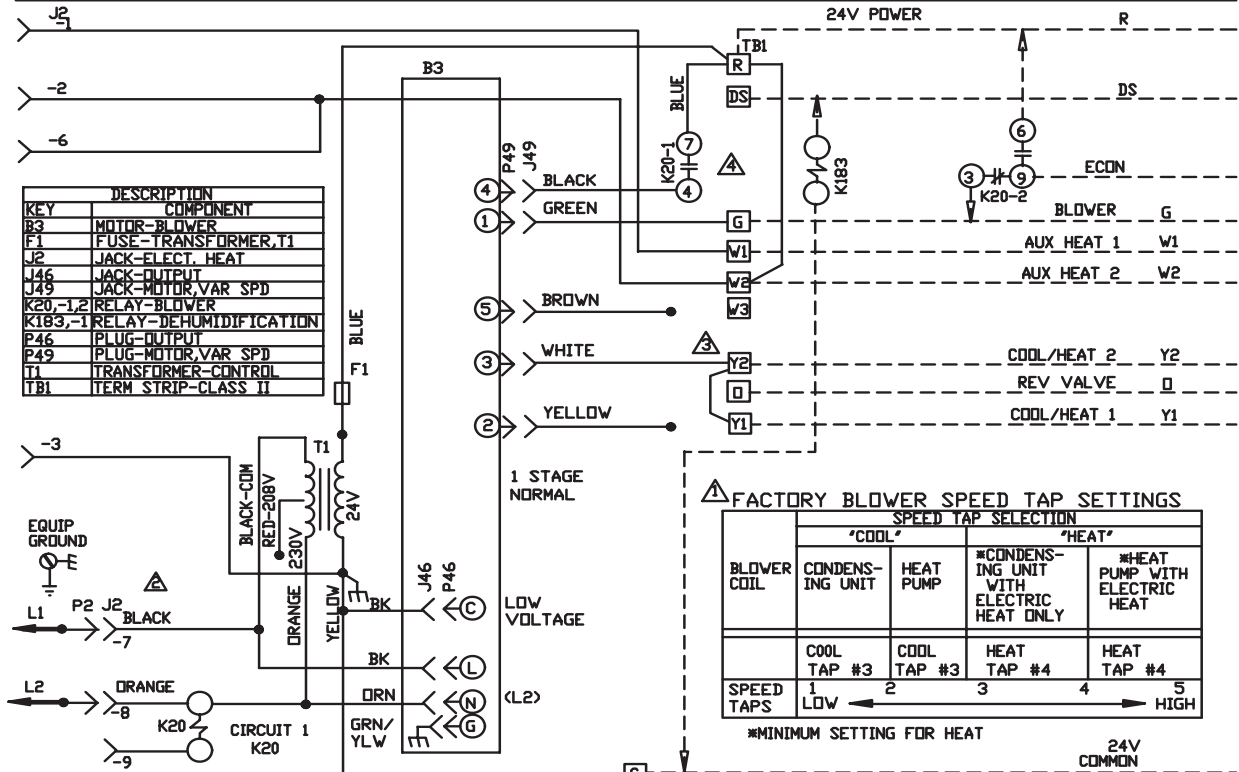 J2
-1
24V POWER
R
TB1
R
B3
-2
BLUE
DS
DS
-6
7
K20-1
4
4
P49
J49
4
BLACK
K183
6
3
9
K20-2
ECON
1
GREEN
G
BLOWER G
W1
AUX HEAT 1 W1
W2
AUX HEAT 2 W2
W3
5
BROWN
DESCRIPTION
KEY COMPONENT
B3 MOTOR-BLOWER
F1 FUSE-TRANSFORMER,T1
J2 JACK-ELECT. HEAT
J46 JACK-OUTPUT
J49 JACK-MOTOR,VAR SPD
K20,-1,2 RELAY-BLOWER
K183,-1 RELAY-DEHUMIDIFICATION
P46 PLUG-OUTPUT
P49 PLUG-MOTOR,VAR SPD
T1 TRANSFORMER-CONTROL
TB1 TERM STRIP-CLASS II
BLUE
F1
3
WHITE
3
Y2
COOL/HEAT 2 Y2
O
REV VALVE O
2
YELLOW
Y1
COOL/HEAT 1 Y1
-3
T1
BLACK-COM
RED-208V
230V
24V
1 STAGE
NORMAL
EQUIP
GROUND
2
ORANGE
YELLOW
L1
P2 J2
BLACK
-7
BK
J46
P46
C
LOW
VOLTAGE
BK
L
L2
ORANGE
-8
ORN
N
(L2)
GRN/
YLW
G
K20
CIRCUIT 1
K20
-9
1
FACTORY BLOWER SPEED TAP SETTINGS
SPEED TAP SELECTION
"COOL" "HEAT"
BLOWER
COIL
CONDENS-
ING UNIT
HEAT
PUMP
*CONDENS-
ING UNIT
WITH
ELECTRIC
HEAT ONLY
*HEAT
PUMP WITH
ELECTRIC
HEAT
COOL
TAP #3
COOL
TAP #3
HEAT
TAP #4
HEAT
TAP #4
SPEED
TAPS
1 2 3 4 5
LOW HIGH
*MINIMUM SETTING FOR HEAT
24V
COMMON